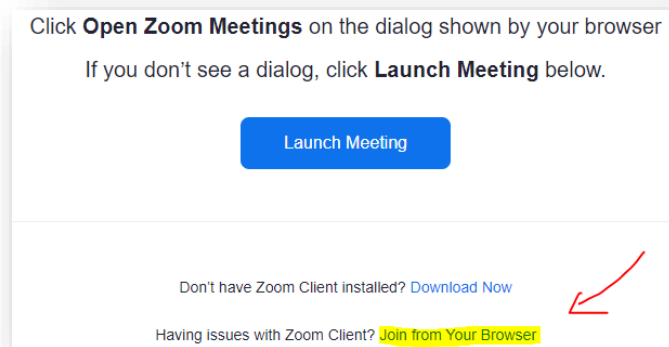 Click Open Zoom Meetings on the dialog shown by your browser
If you don’t see a dialog, click Launch Meeting below.
Launch Meeting
Don’t have Zoom Client installed? Download Now
Having issues with Zoom Client? Join from Your Browser